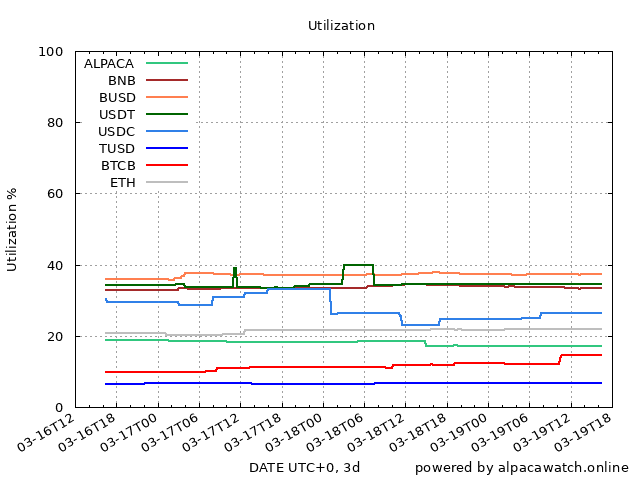 Utilization
100
80
60
40
20
0
Utilization %
ALPACA
BNB
BUSD
USDT
USDC
TUSD
BTCB
ETH
03-16T12
03-16T18
03-17T00
03-17T06
03-17T12
03-17T18
03-18T00
03-18T06
03-18T12
03-18T18
03-19T00
03-19T06
03-19T12
03-19T18
DATE UTC+0, 3d
powered by alpacawatch.online